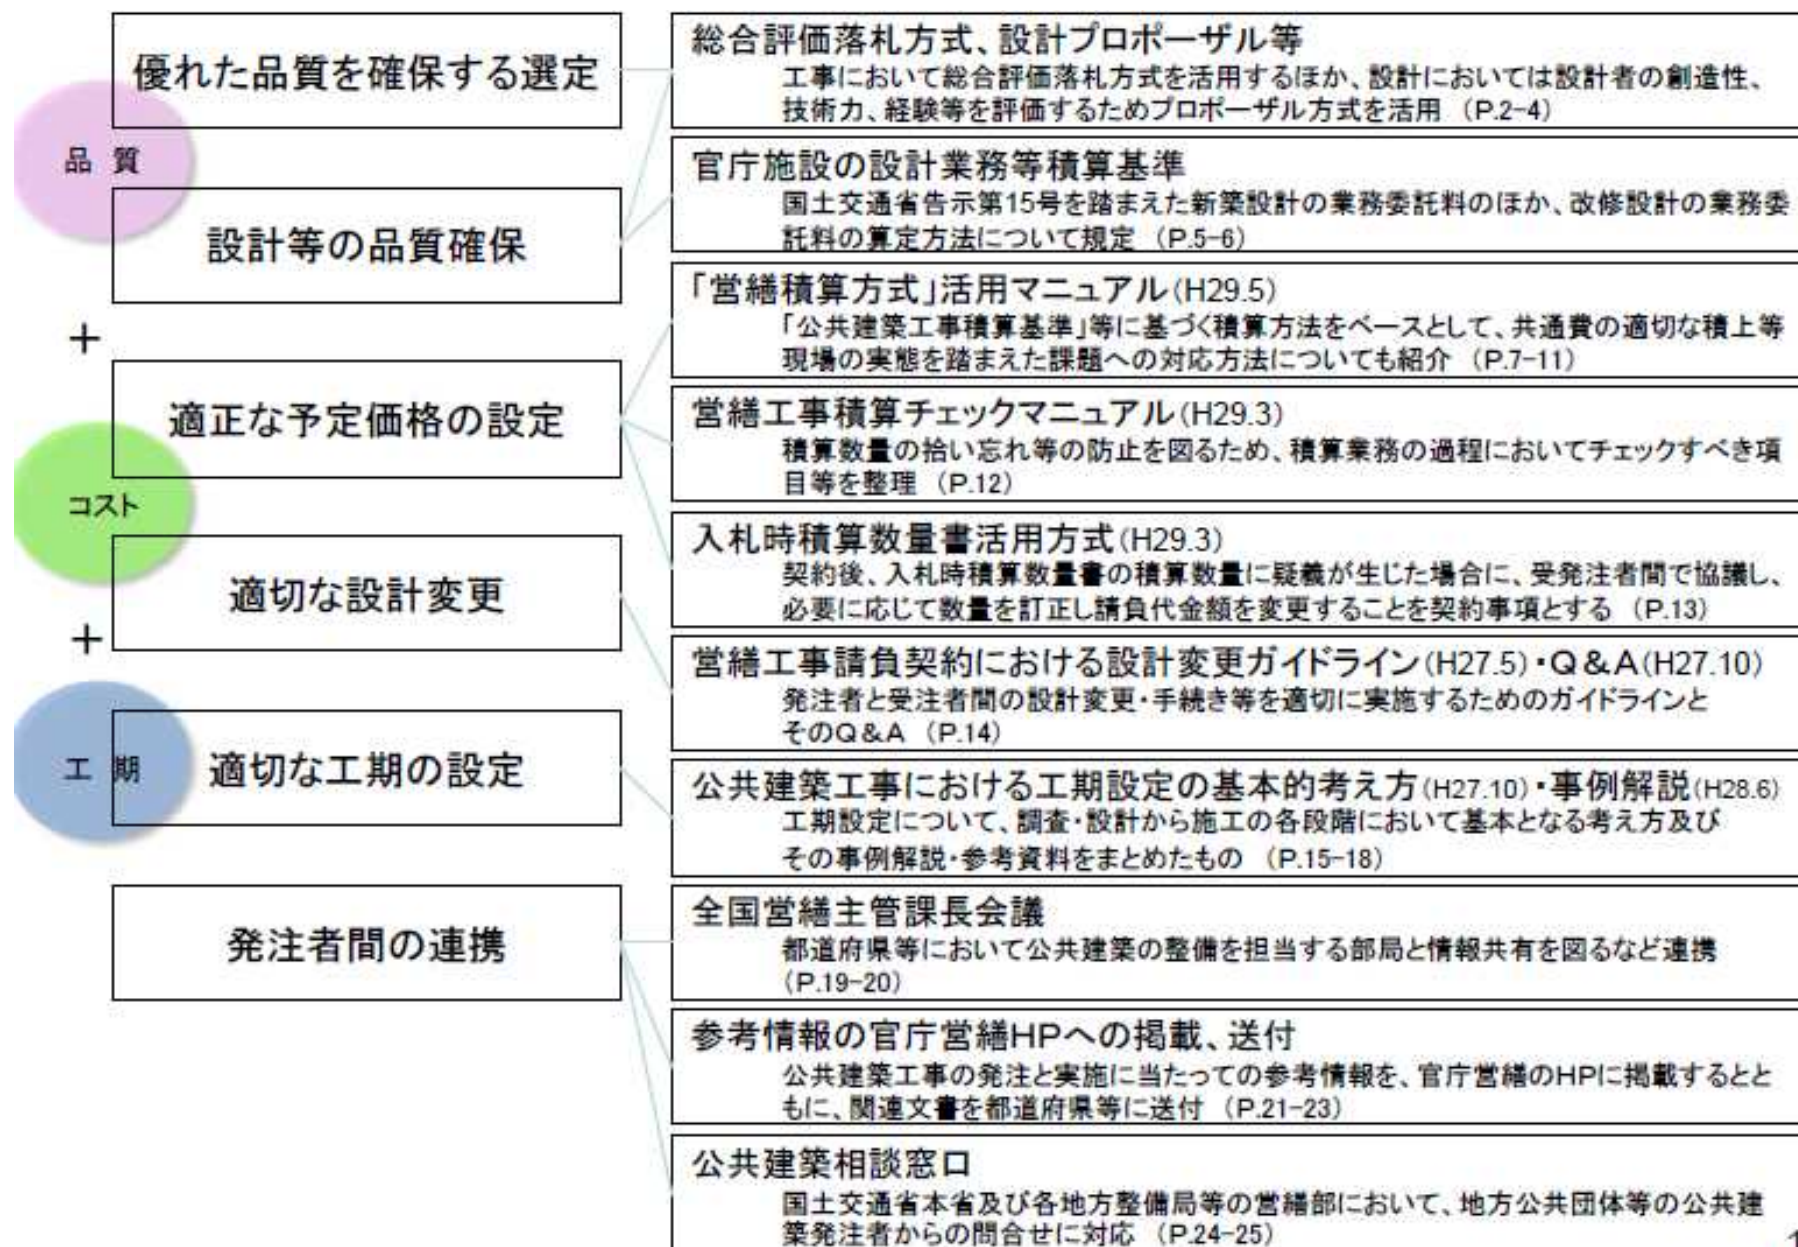 優れた品質を確保する選定
品 質
設計等の品質確保
＋
適正な予定価格の設定
コスト
適切な設計変更
＋
工 期
適切な工期の設定
発注者間の連携
総合評価落札方式、設計プロポーザル等
工事において総合評価落札方式を活用するほか、設計においては設計者の創造性、
技術力、経験等を評価するためプロポーザル方式を活用 （P.2-4）
官庁施設の設計業務等積算基準
国土交通省告示第15号を踏まえた新築設計の業務委託料のほか、改修設計の業務委
託料の算定方法について規定 （P.5-6）
「営繕積算方式」活用マニュアル（H29.5）
「公共建築工事積算基準」等に基づく積算方法をベースとして、共通費の適切な積上等
現場の実態を踏まえた課題への対応方法についても紹介 （P.7-11）
営繕工事積算チェックマニュアル（H29.3）
積算数量の拾い忘れ等の防止を図るため、積算業務の過程においてチェックすべき項
目等を整理 （P.12）
入札時積算数量書活用方式（H29.3）
契約後、入札時積算数量書の積算数量に疑義が生じた場合に、受発注者間で協議し、
必要に応じて数量を訂正し請負代金額を変更することを契約事項とする （P.13）
営繕工事請負契約における設計変更ガイドライン（H27.5）・Q＆A（H27.10）
発注者と受注者間の設計変更・手続き等を適切に実施するためのガイドラインと
そのQ＆A （P.14）
公共建築工事における工期設定の基本的考え方（H27.10）・事例解説（H28.6）
工期設定について、調査・設計から施工の各段階において基本となる考え方及び
その事例解説・参考資料をまとめたもの （P.15-18）
全国営繕主管課長会議
都道府県等において公共建築の整備を担当する部局と情報共有を図るなど連携
（P.19-20）
参考情報の官庁営繕HPへの掲載、送付
公共建築工事の発注と実施に当たっての参考情報を、官庁営繕のHPに掲載するとと
もに、関連文書を都道府県等に送付 （P.21-23）
公共建築相談窓口
国土交通省本省及び各地方整備局等の営繕部において、地方公共団体等の公共建
築発注者からの問合せに対応 （P.24-25）